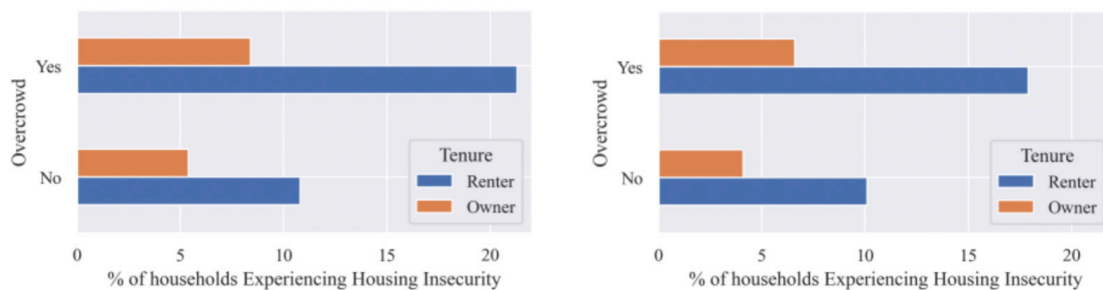 Overcrowd
Yes
No
Tenure
Renter
Owner
0 5 10 15 20
% of households Experiencing Housing Insecurity
Overcrowd
Yes
No
Tenure
Renter
Owner
0 5 10 15 20
% of households Experiencing Housing Insecurity